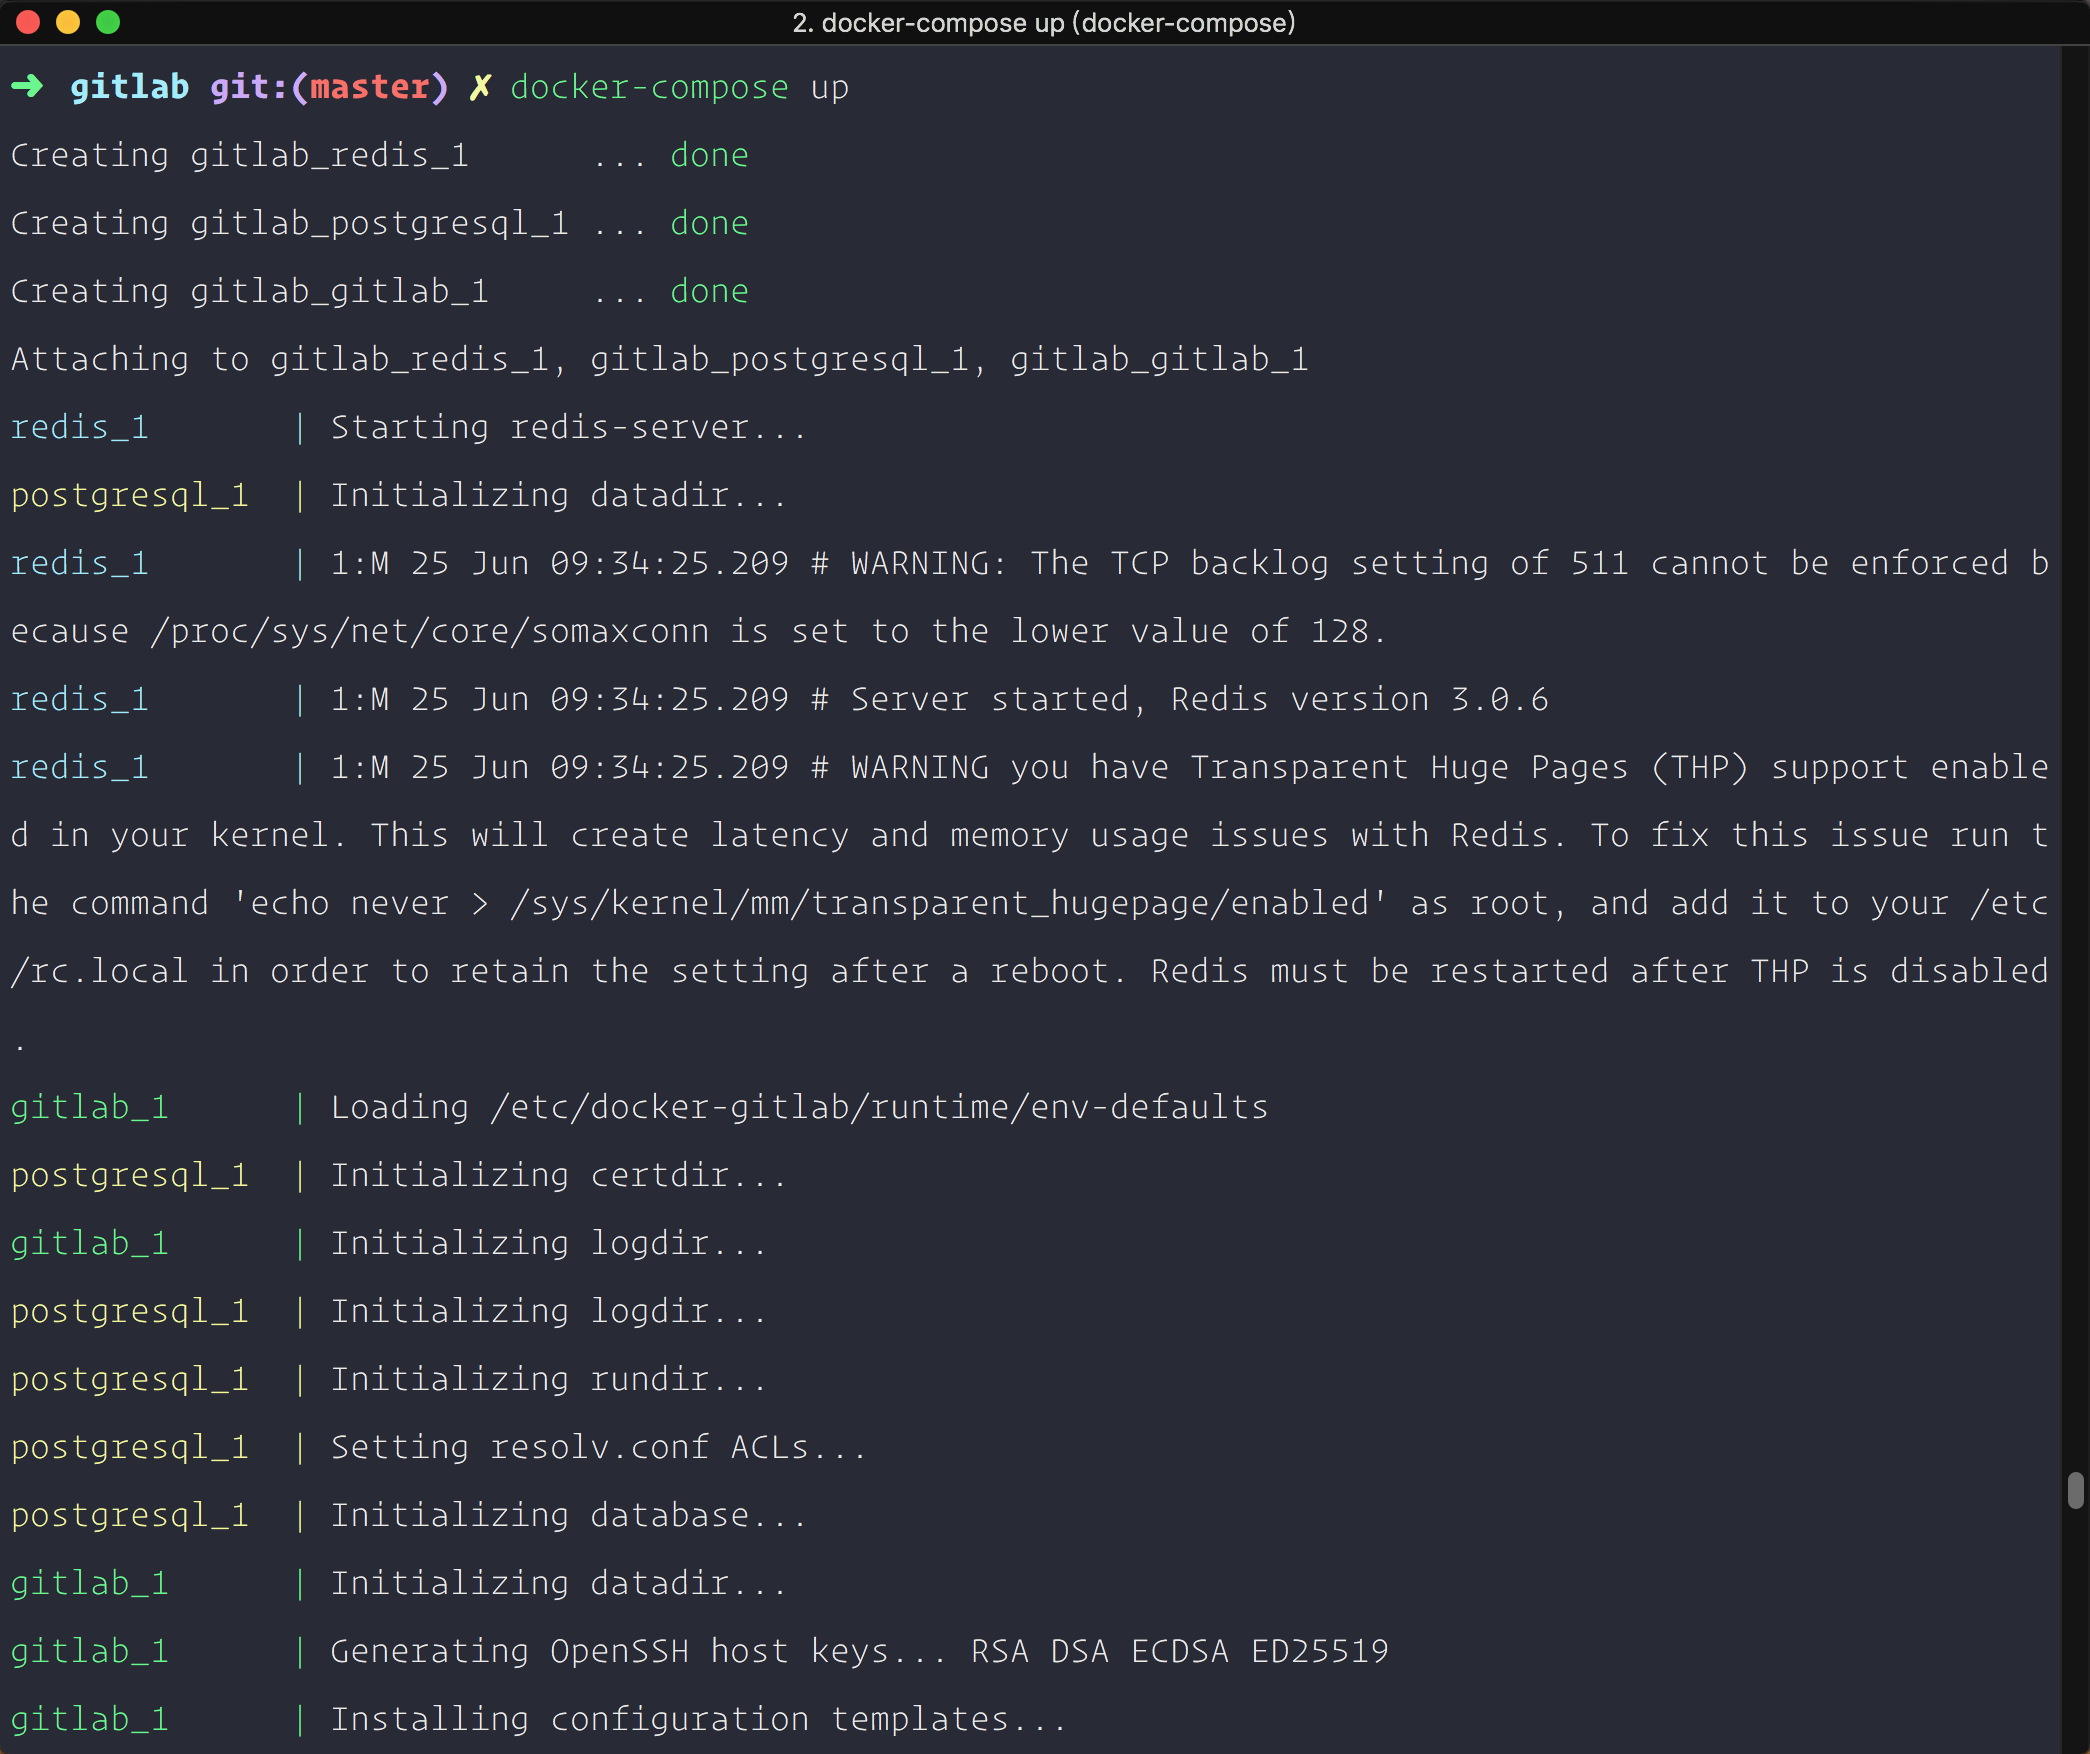 2. docker-compose up (docker-compose)
➜ gitlab git:(master) ✗ docker-compose up
Creating gitlab_redis_1      ... done
Creating gitlab_postgresql_1 ... done
Creating gitlab_gitlab_1     ... done
Attaching to gitlab_redis_1, gitlab_postgresql_1, gitlab_gitlab_1
redis_1       | Starting redis-server...
postgresql_1  | Initializing datadir...
redis_1       | 1:M 25 Jun 09:34:25.209 # WARNING: The TCP backlog setting of 511 cannot be enforced b
ecause /proc/sys/net/core/somaxconn is set to the lower value of 128.
redis_1       | 1:M 25 Jun 09:34:25.209 # Server started, Redis version 3.0.6
redis_1       | 1:M 25 Jun 09:34:25.209 # WARNING you have Transparent Huge Pages (THP) support enable
d in your kernel. This will create latency and memory usage issues with Redis. To fix this issue run t
he command 'echo never > /sys/kernel/mm/transparent_hugepage/enabled' as root, and add it to your /etc
/rc.local in order to retain the setting after a reboot. Redis must be restarted after THP is disabled
.
gitlab_1      | Loading /etc/docker-gitlab/runtime/env-defaults
postgresql_1  | Initializing certdir...
gitlab_1      | Initializing logdir...
postgresql_1  | Initializing logdir...
postgresql_1  | Initializing rundir...
postgresql_1  | Setting resolv.conf ACLs...
postgresql_1  | Initializing database...
gitlab_1      | Initializing datadir...
gitlab_1      | Generating OpenSSH host keys... RSA DSA ECDSA ED25519
gitlab_1      | Installing configuration templates...